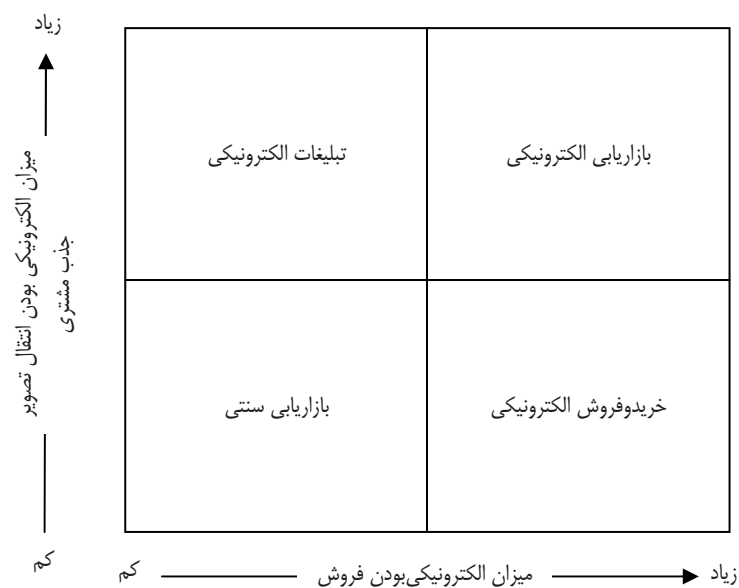 زیاد
بازاریابی الکترونیکی
تبلیغات الکترونیکی
میزان الکترونیکی بودن انتقال تصویر
جذب مشتری
خریدوفروش الکترونیکی
بازاریابی سنتی
کم
زیاد
میزان الکترونیکی‌بودن فروش
کم